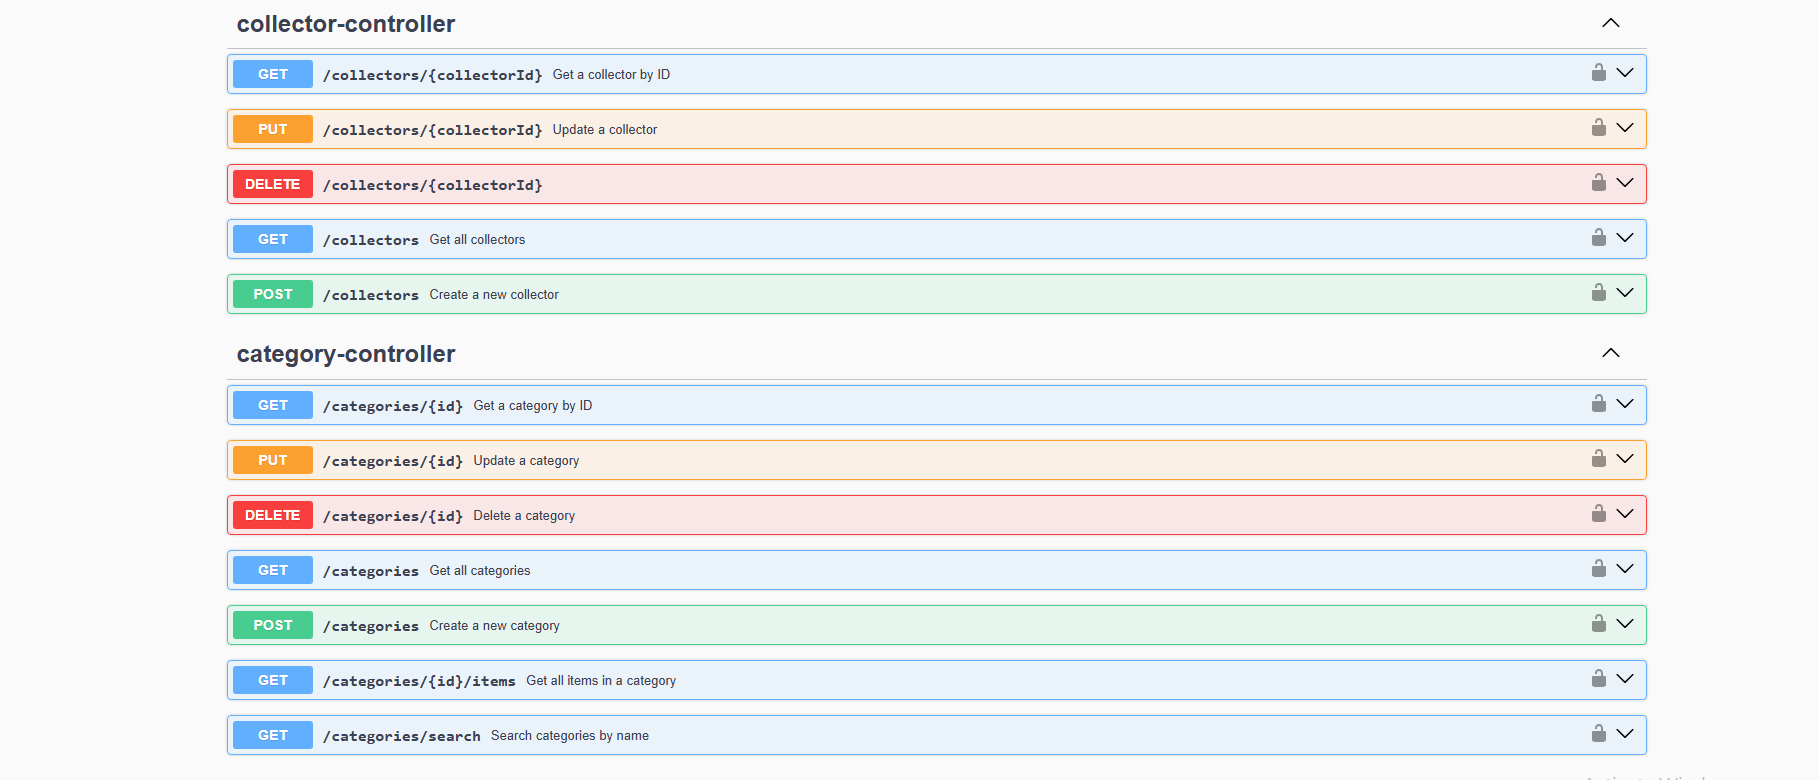 collector-controller
GET /collectors/{collectorId} Get a collector by ID
PUT /collectors/{collectorId} Update a collector
DELETE /collectors/{collectorId}
GET /collectors Get all collectors
POST /collectors Create a new collector
category-controller
GET /categories/{id} Get a category by ID
PUT /categories/{id} Update a category
DELETE /categories/{id} Delete a category
GET /categories Get all categories
POST /categories Create a new category
GET /categories/{id}/items Get all items in a category
GET /categories/search Search categories by name